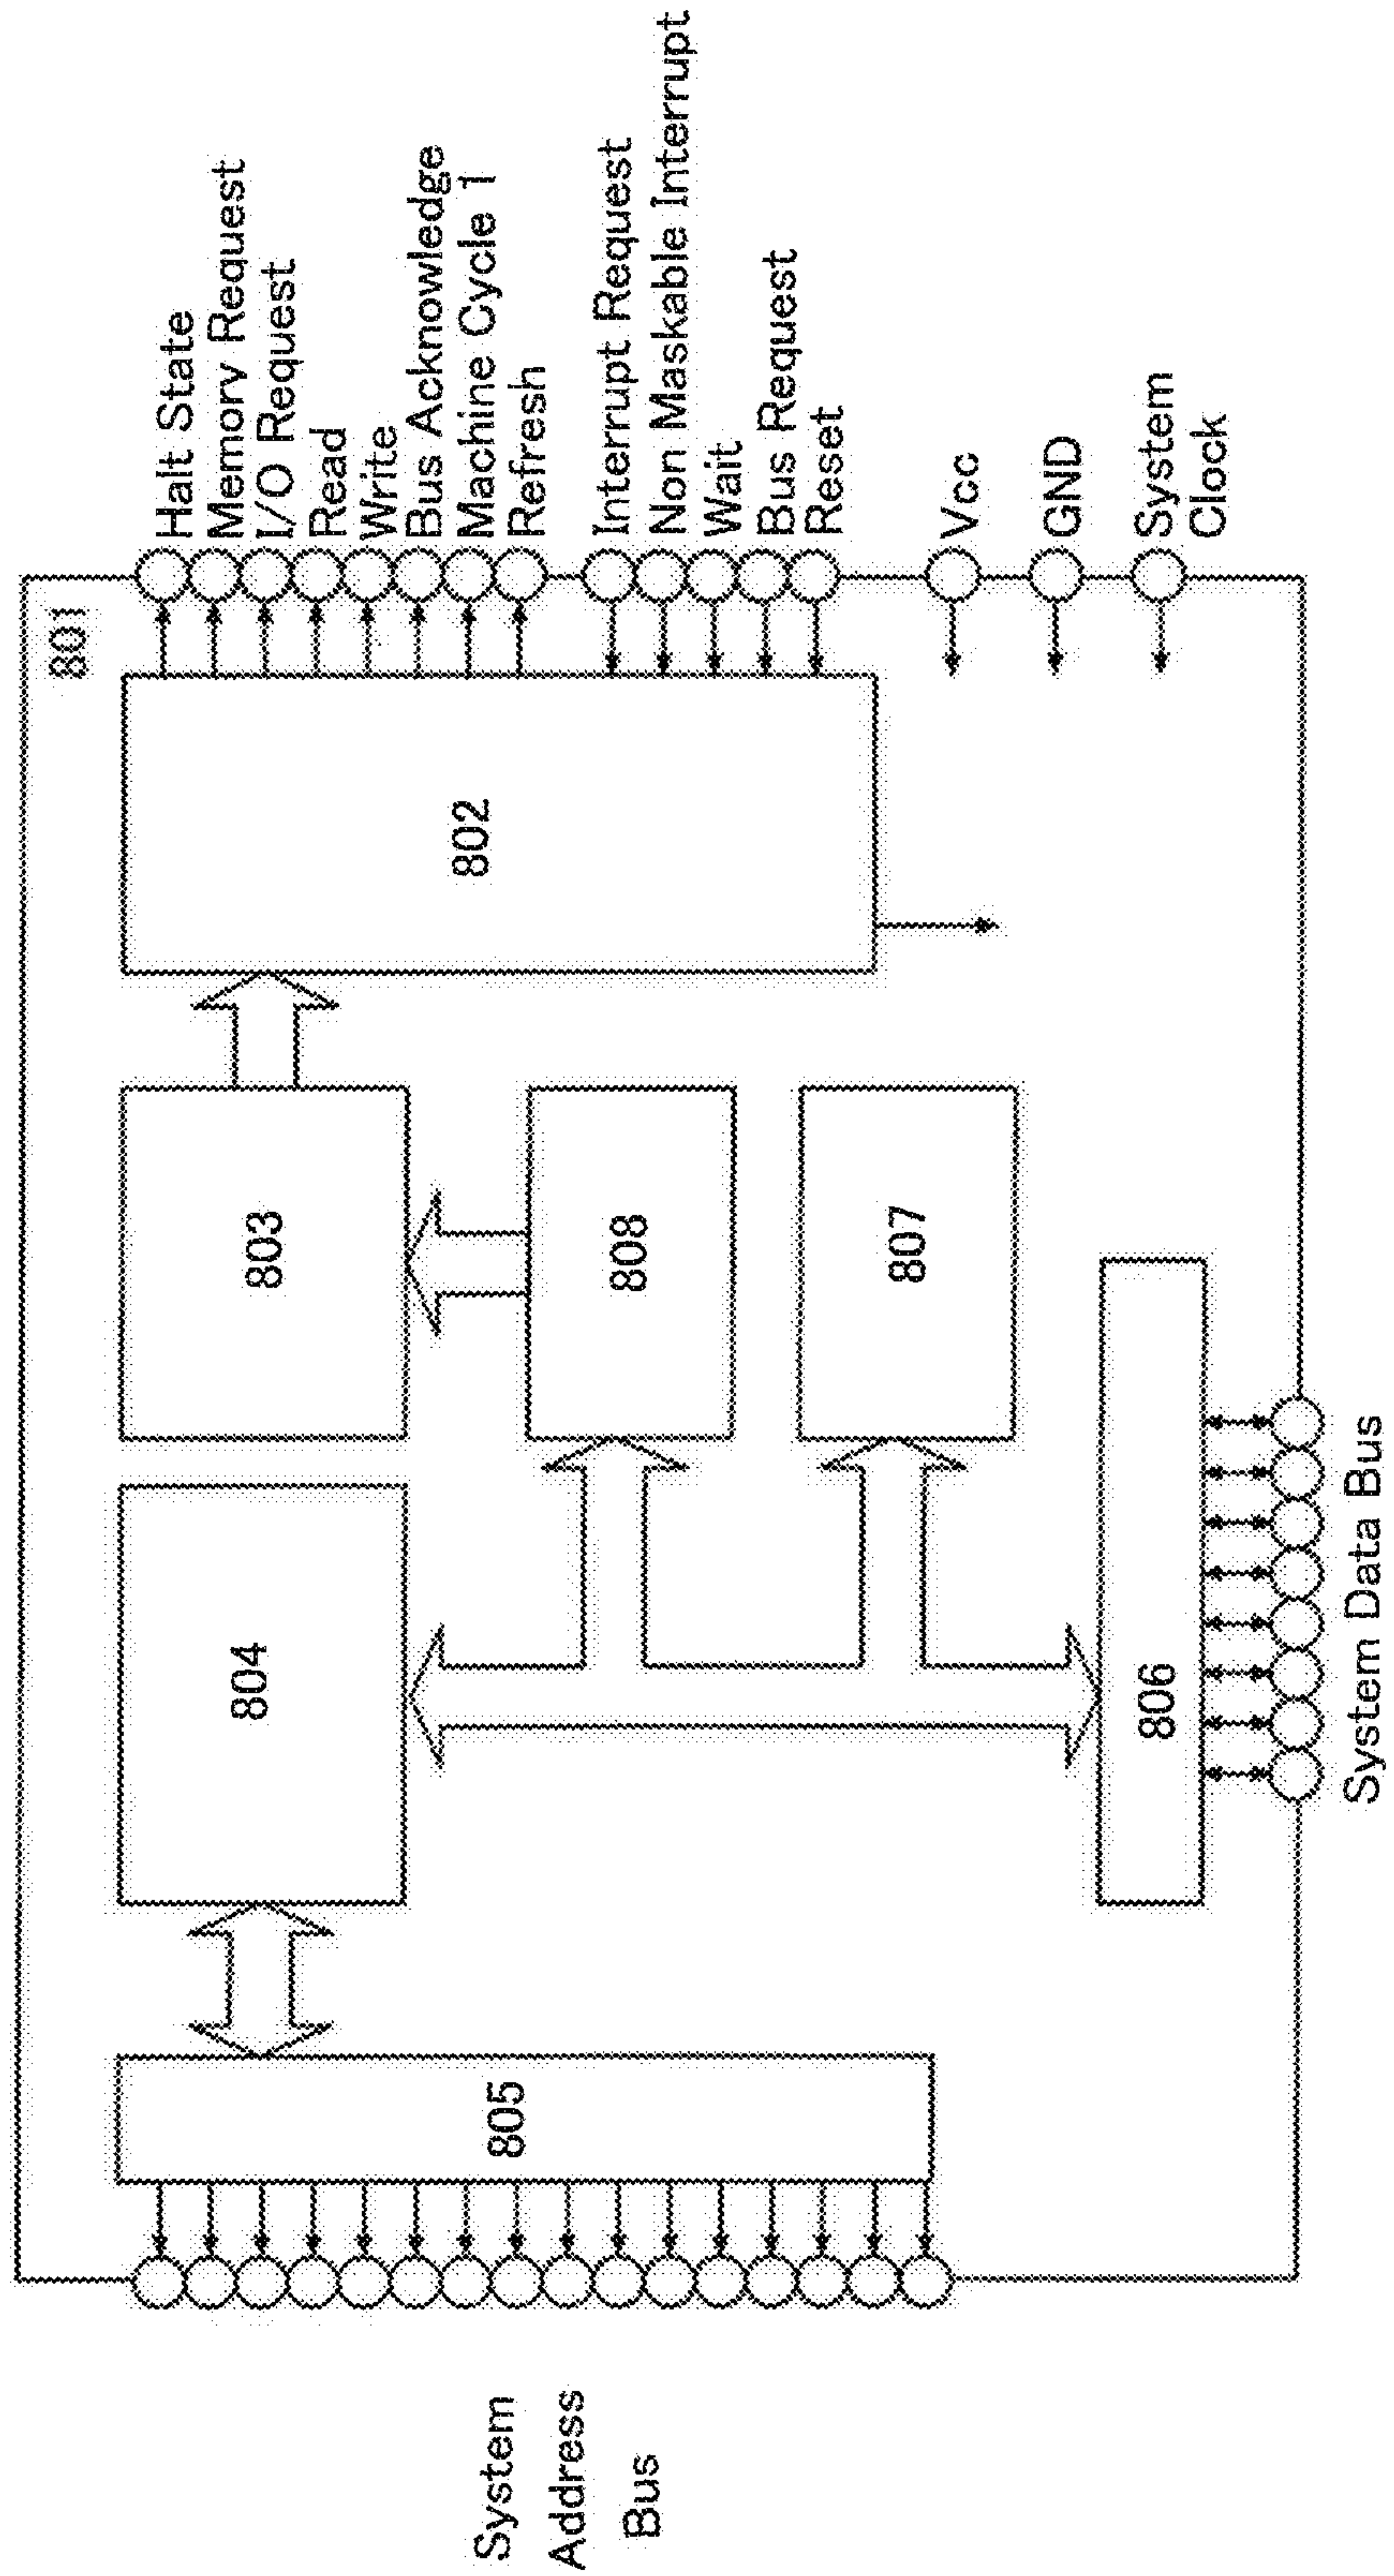 801
Halt State
Memory Request
I/O Request
Read
Write
Bus Acknowledge
Machine Cycle 1
Refresh
Interrupt Request
Non Maskable Interrupt
Wait
Bus Request
Reset
Vcc
GND
System
Clock
802
803
808
807
804
806
805
System
Address
Bus
System Data Bus